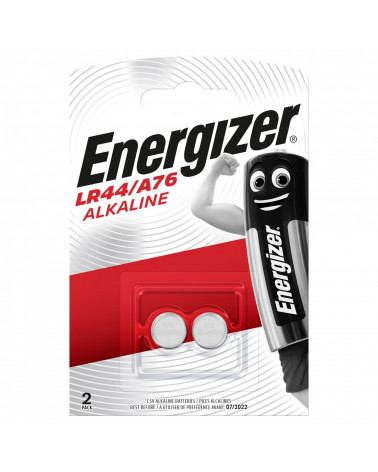 Energizer
LR44/A76
ALKALINE
Energizer
2
PACK
1.5V ALKALINE BATTERIES / PILES ALCALINES
BEST BEFORE / À UTILISER DE PRÉFÉRENCE AVANT: 07/2022